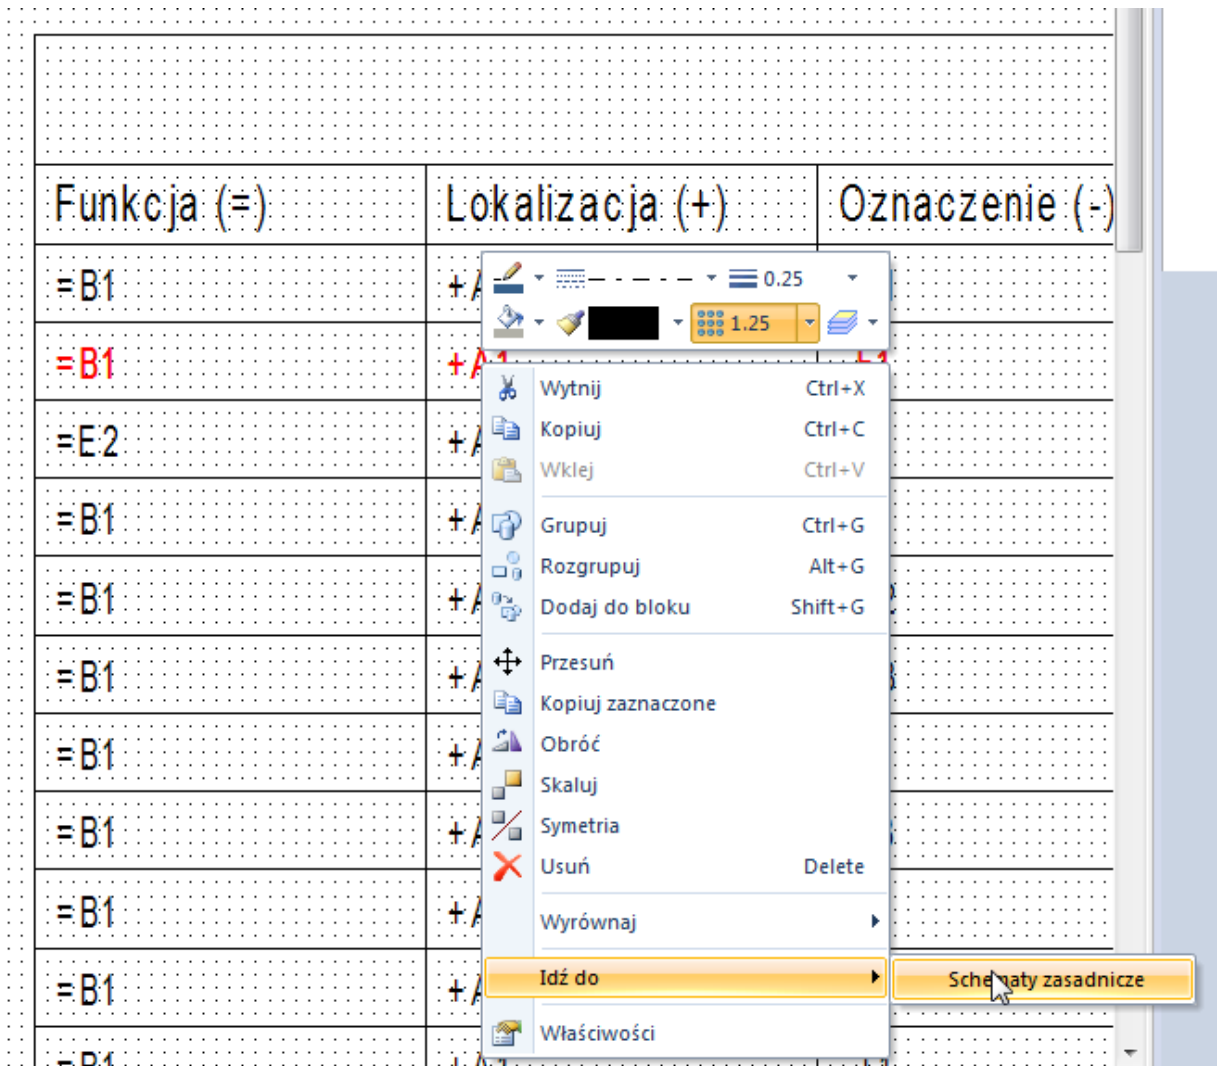 Funkcja (=) Lokalizacja (+) Oznaczenie (-)
=B1
0.25
1.25
=B1
Wytnij Ctrl+X
Kopiuj Ctrl+C
=E2
Wklej Ctrl+V
=B1
Grupuj Ctrl+G
Rozgrupuj Alt+G
=B1
Dodaj do bloku Shift+G
Przesuń
=B1
Kopiuj zaznaczone
Obróć
=B1
Skaluj
Symetria
=B1
Usuń Delete
=B1
Wyrównaj
Idź do
Schematy zasadnicze
=B1
Właściwości